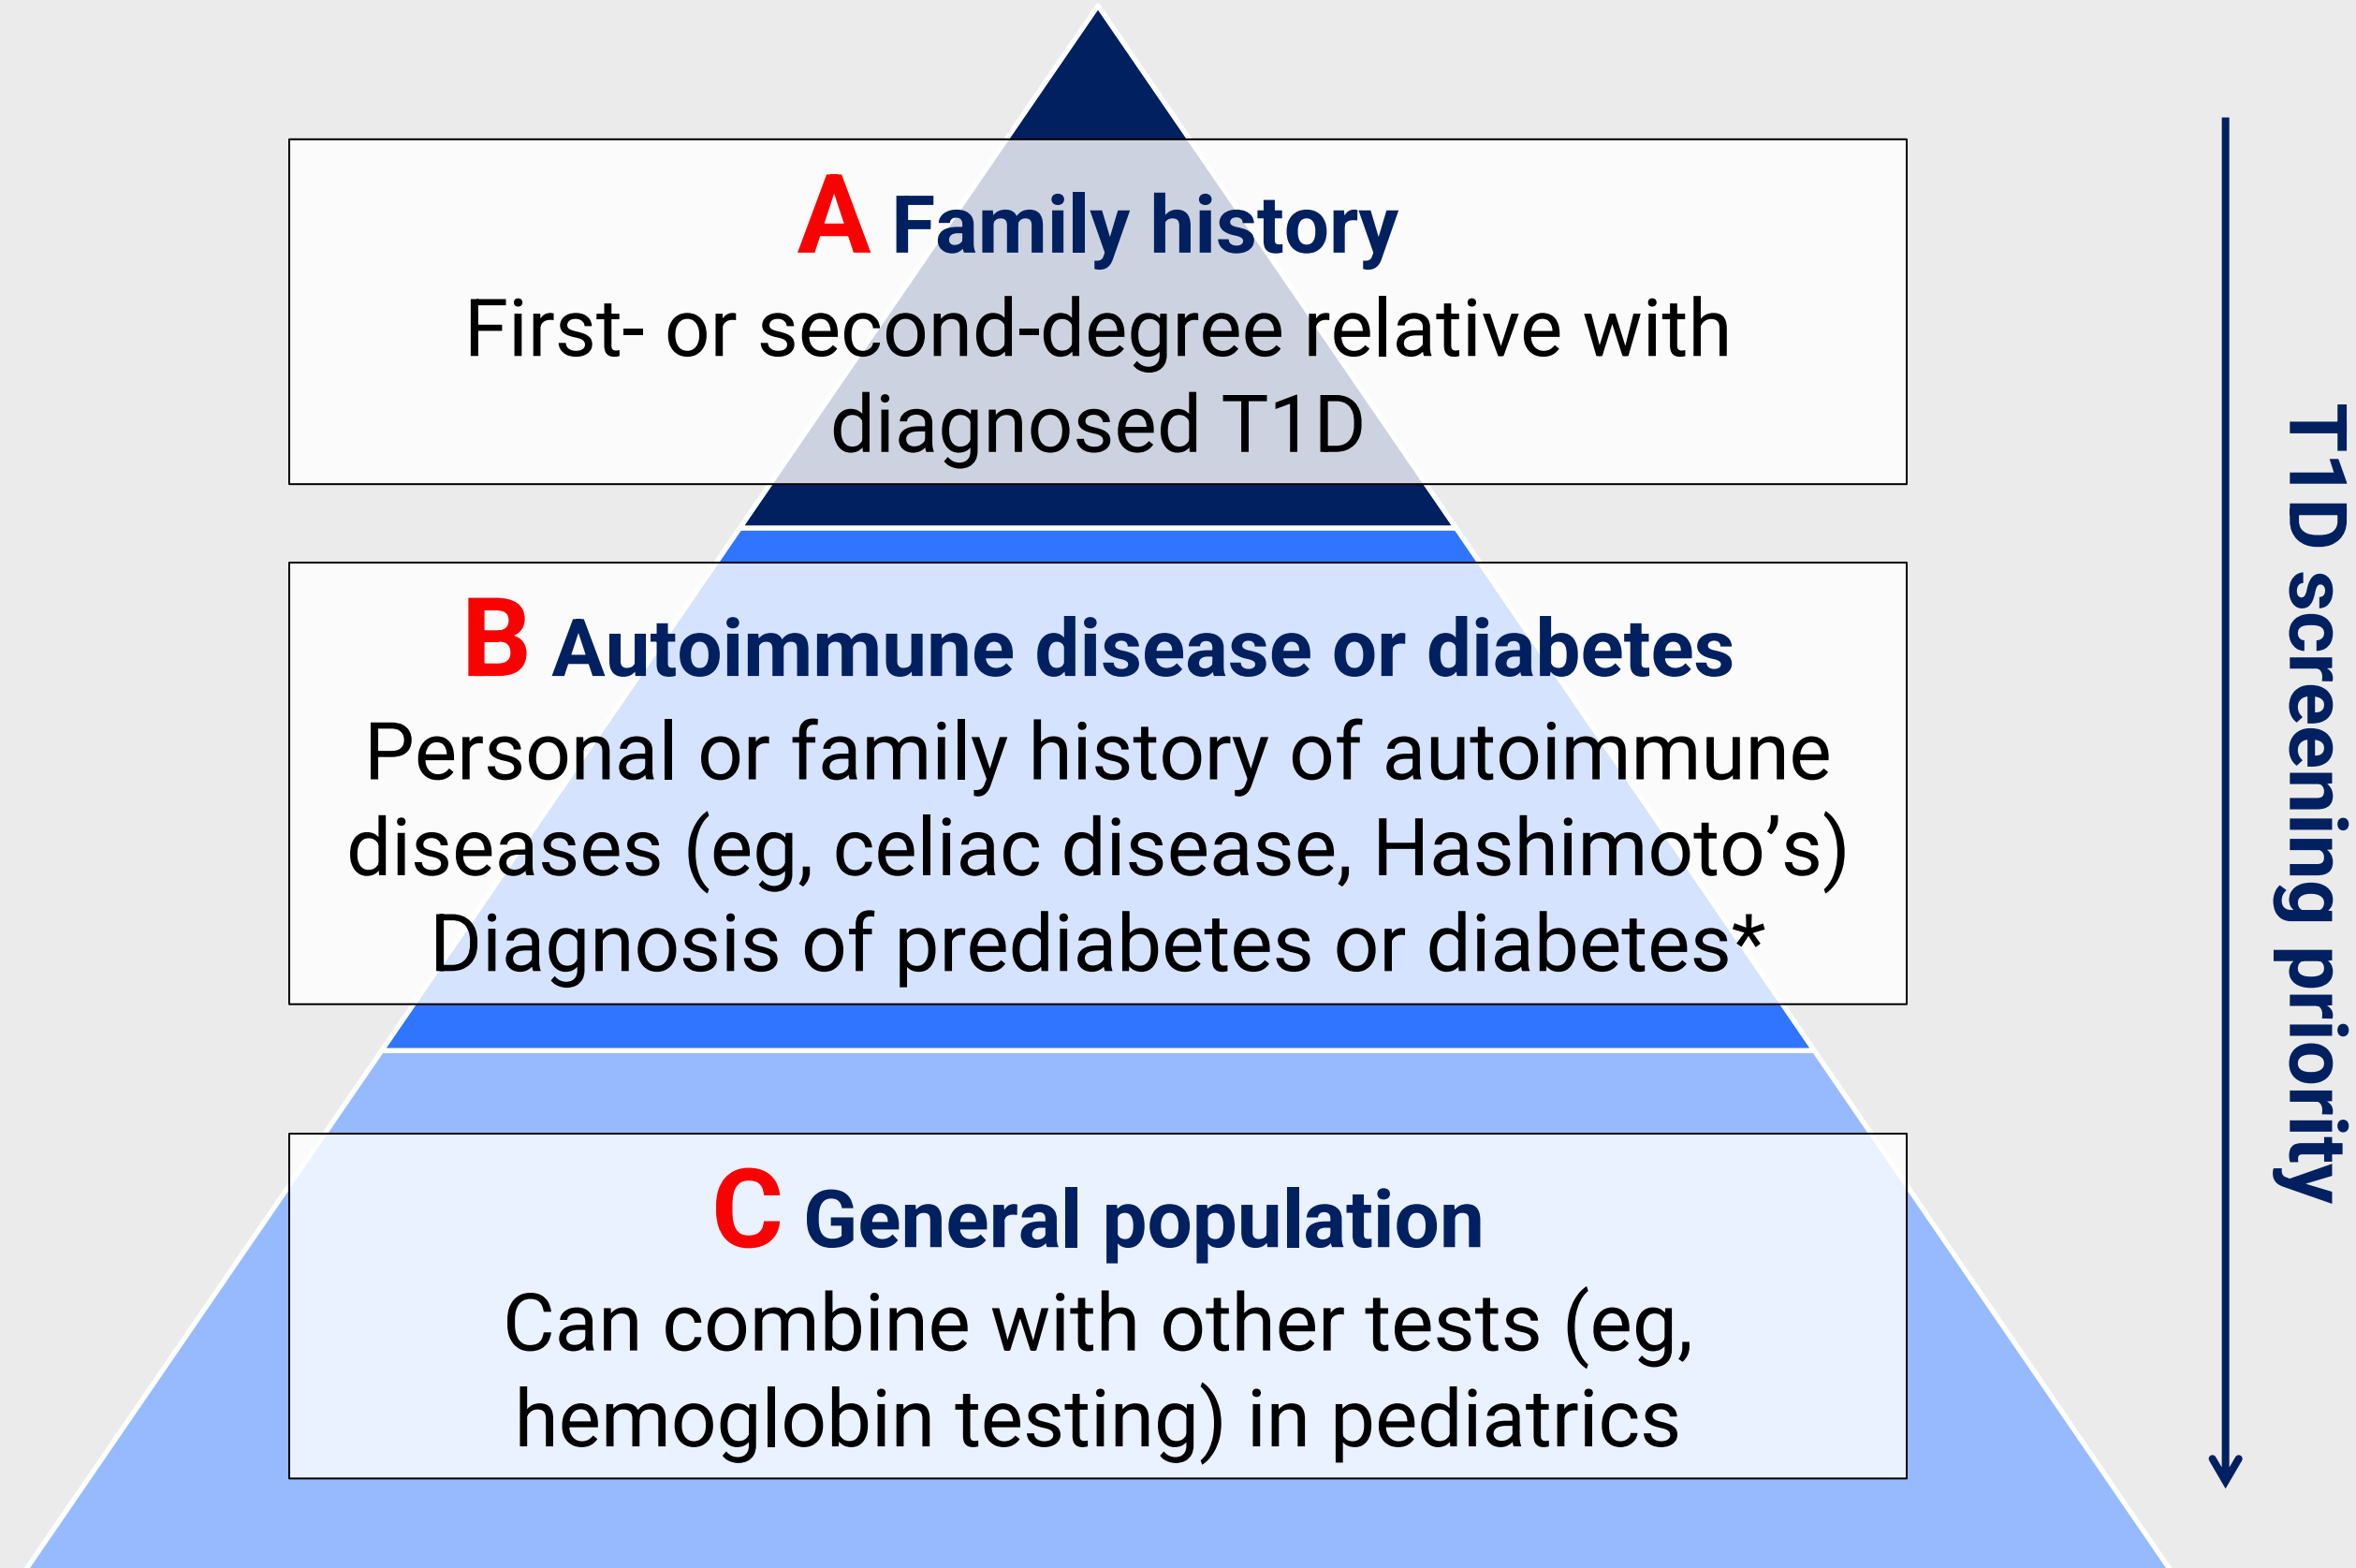 A Family history
First- or second-degree relative with
diagnosed T1D
B Autoimmune disease or diabetes
Personal or family history of autoimmune
diseases (eg, celiac disease, Hashimoto’s)
Diagnosis of prediabetes or diabetes*
C General population
Can combine with other tests (eg,
hemoglobin testing) in pediatrics
T1D screening priority